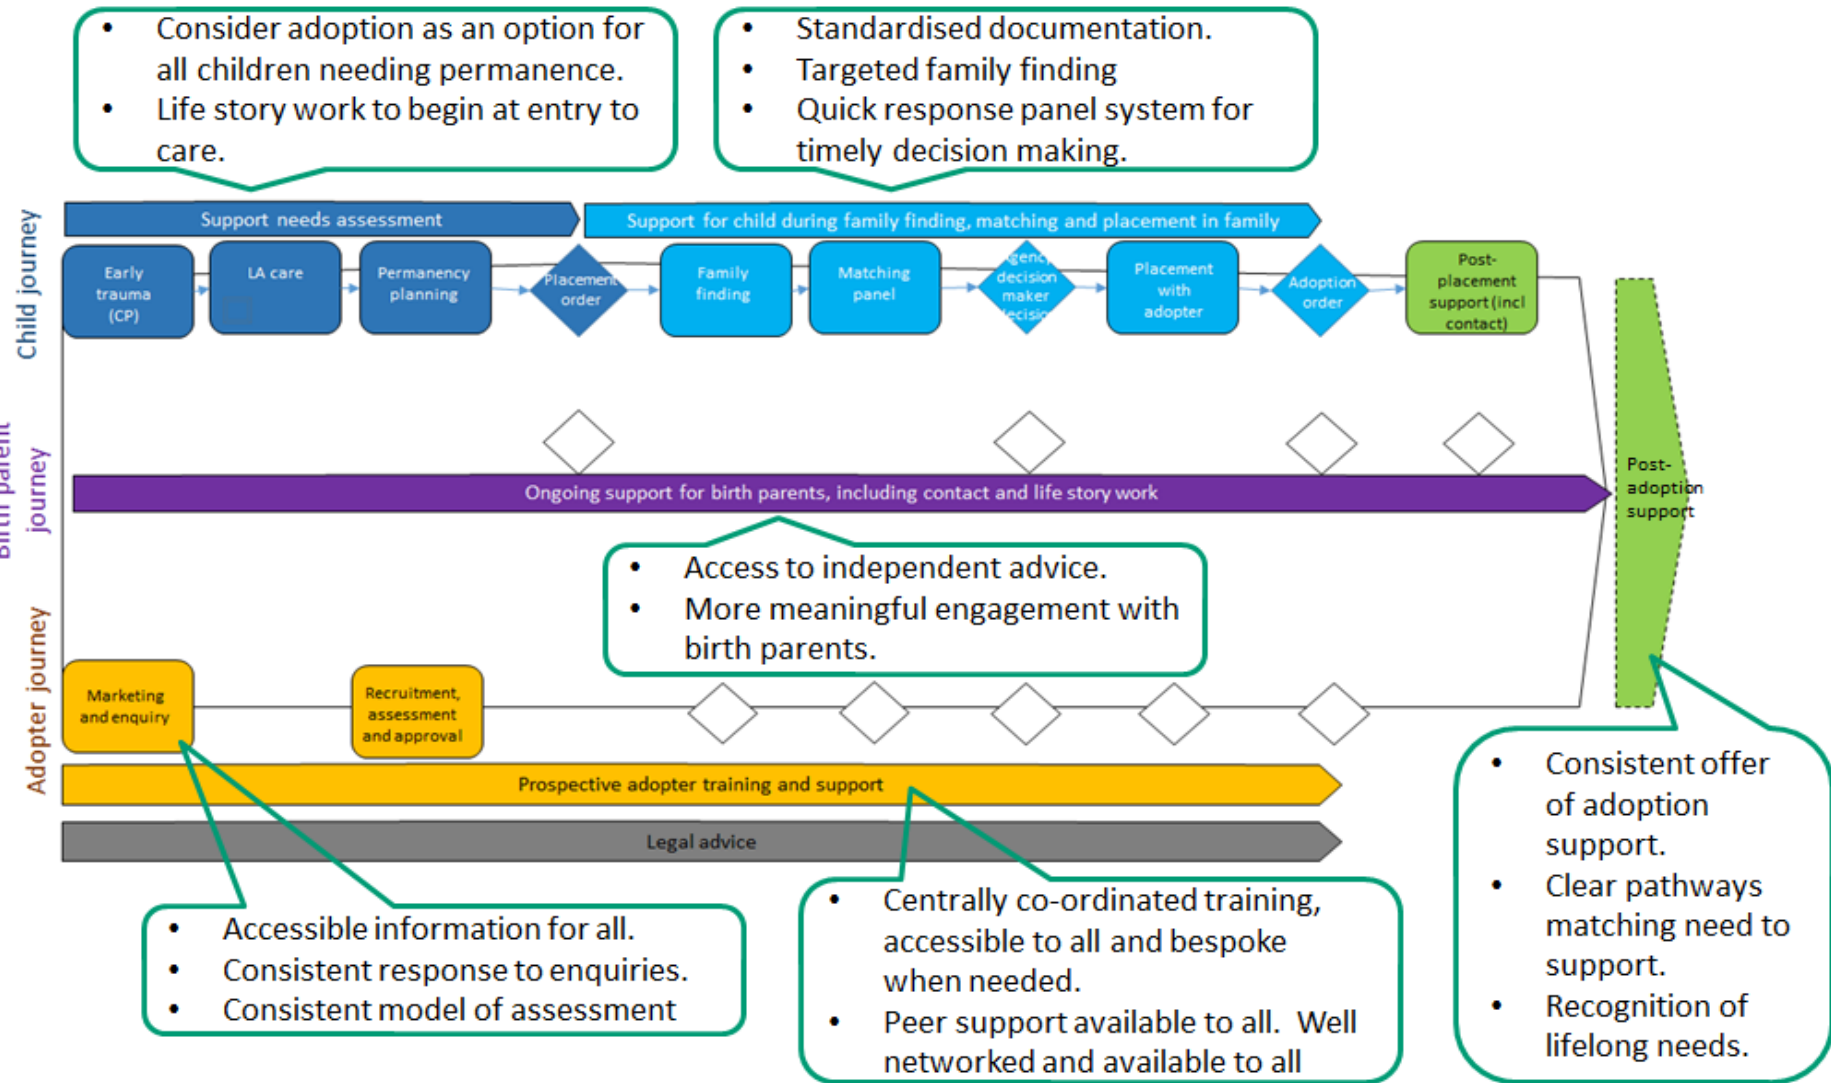 • Consider adoption as an option for
all children needing permanence.
• Life story work to begin at entry to
care.
• Standardised documentation.
• Targeted family finding
• Quick response panel system for
timely decision making.
Child journey
Support needs assessment
Support for child during family finding, matching and placement in family
Early
trauma
(CP)
LA care
Permanency
planning
Placement
order
Family
finding
Matching
panel
Agency
decision
maker
decision
Placement
with
adopter
Adoption
order
Post-
placement
support (incl
contact)
Birth parent
journey
Ongoing support for birth parents, including contact and life story work
Post-
adoption
support
• Access to independent advice.
• More meaningful engagement with
birth parents.
Adopter journey
Marketing
and enquiry
Recruitment,
assessment
and approval
Prospective adopter training and support
Legal advice
• Accessible information for all.
• Consistent response to enquiries.
• Consistent model of assessment
• Centrally co-ordinated training,
accessible to all and bespoke
when needed.
• Peer support available to all. Well
networked and available to all
• Consistent offer
of adoption
support.
• Clear pathways
matching need to
support.
• Recognition of
lifelong needs.